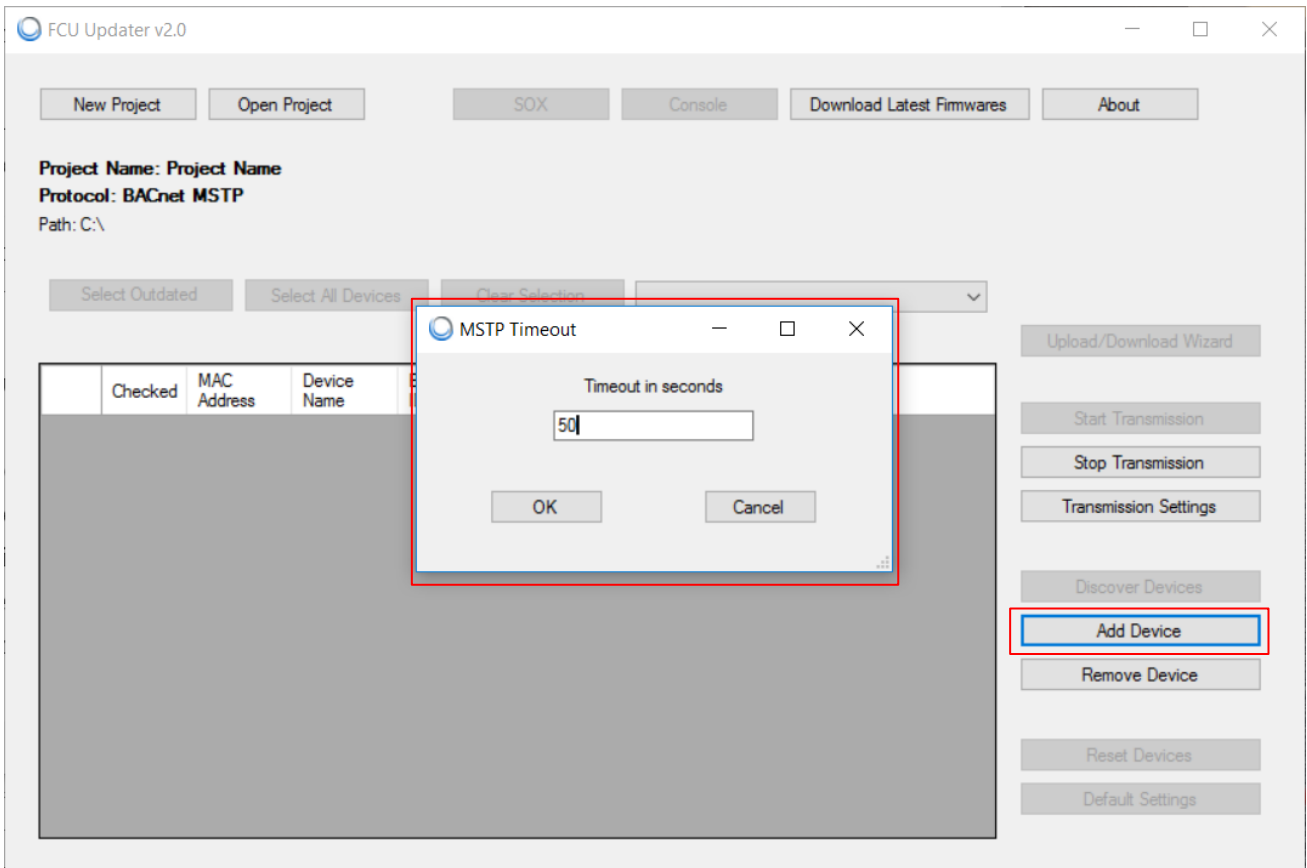 FCU Updater v2.0
New Project Open Project SOX Console Download Latest Firmwares About
Project Name: Project Name
Protocol: BACnet MSTP
Path: C:\
Select Outdated Select All Devices Clear Selection
MSTP Timeout
Timeout in seconds
50
OK Cancel
Checked
MAC
Address
Device
Name
Upload/Download Wizard
Start Transmission
Stop Transmission
Transmission Settings
Discover Devices
Add Device
Remove Device
Reset Devices
Default Settings